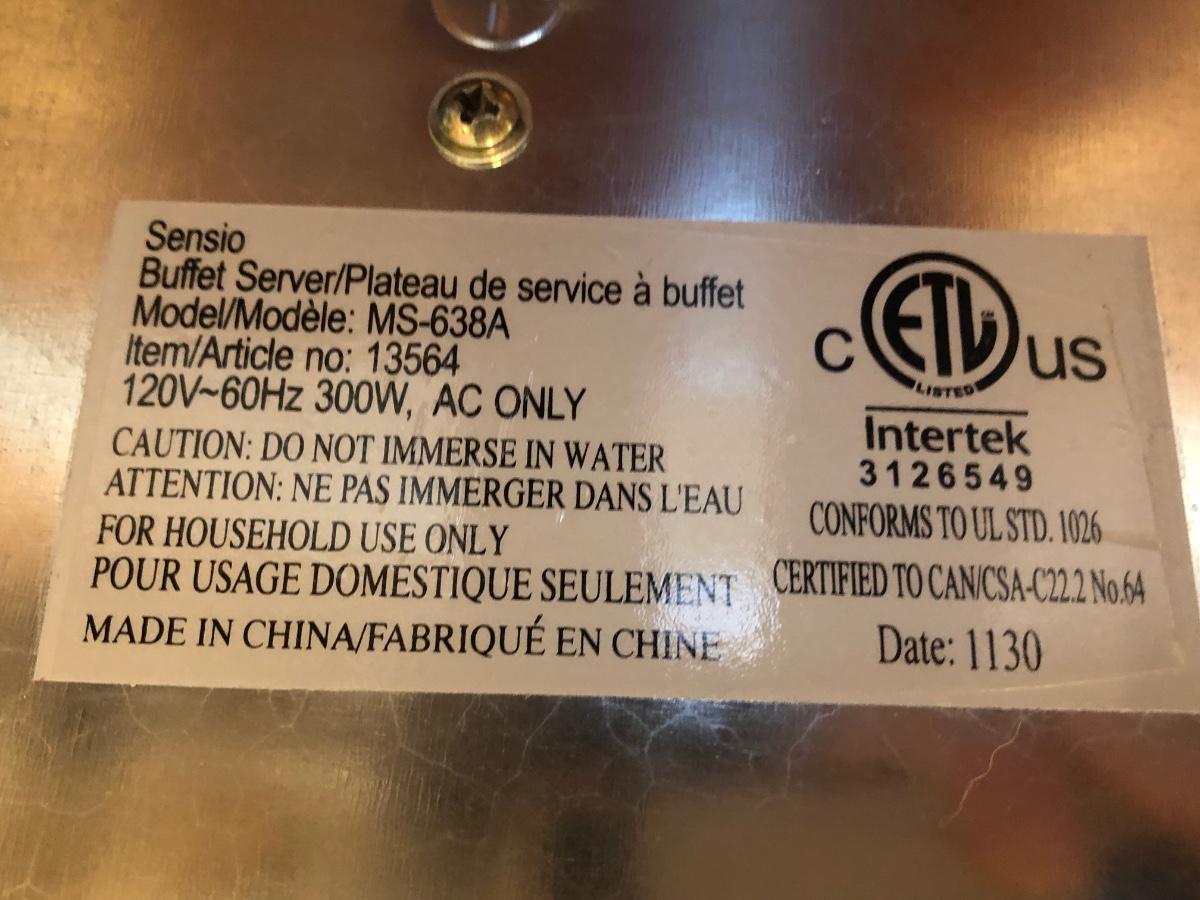 Sensio
Buffet Server/Plateau de service à buffet
Model/Modèle: MS-638A
Item/Article no: 13564
120V~60Hz 300W, AC ONLY
CAUTION: DO NOT IMMERSE IN WATER
ATTENTION: NE PAS IMMERGER DANS L'EAU
FOR HOUSEHOLD USE ONLY
POUR USAGE DOMESTIQUE SEULEMENT
MADE IN CHINA/FABRIQUÉ EN CHINE
C ETL US
LISTED
Intertek
3126549
CONFORMS TO UL STD. 1026
CERTIFIED TO CAN/CSA-C22.2 No.64
Date: 1130